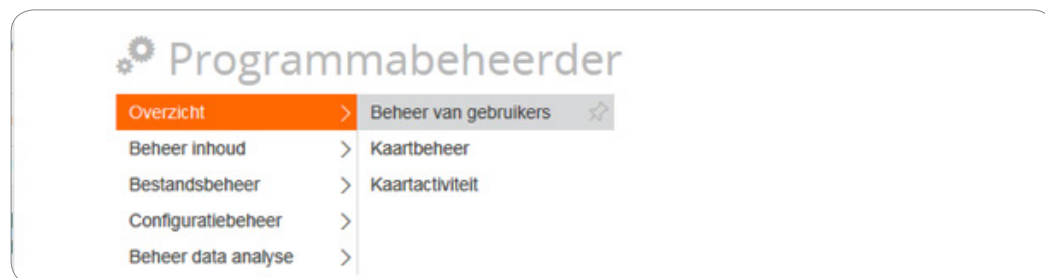 Programmabeheerder
Overzicht
Beheer inhoud
Bestandsbeheer
Configuratiebeheer
Beheer data analyse
Beheer van gebruikers
Kaartbeheer
Kaartactiviteit